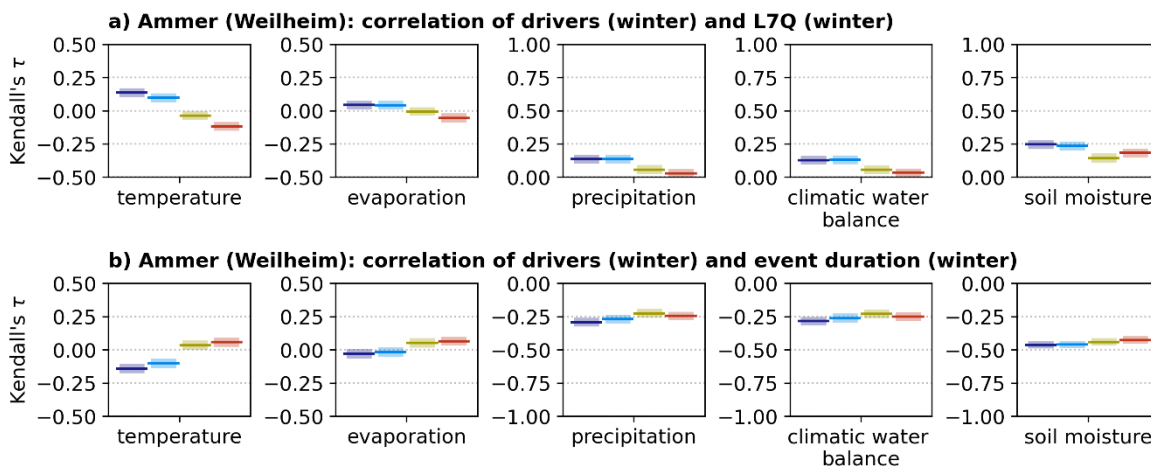 a) Ammer (Weilheim): correlation of drivers (winter) and L7Q (winter)
Kendall's τ
0.50 0.50 1.00 1.00 1.00
0.25 0.25 0.75 0.75 0.75
0.00 0.00 0.50 0.50 0.50
−0.25 −0.25 0.25 0.25 0.25
−0.50 −0.50 0.00 0.00 0.00
temperature evaporation precipitation climatic water soil moisture
balance
b) Ammer (Weilheim): correlation of drivers (winter) and event duration (winter)
Kendall's τ
0.50 0.50 0.00 0.00 0.00
0.25 0.25 −0.25 −0.25 −0.25
0.00 0.00 −0.50 −0.50 −0.50
−0.25 −0.25 −0.75 −0.75 −0.75
−0.50 −0.50 −1.00 −1.00 −1.00
temperature evaporation precipitation climatic water soil moisture
balance